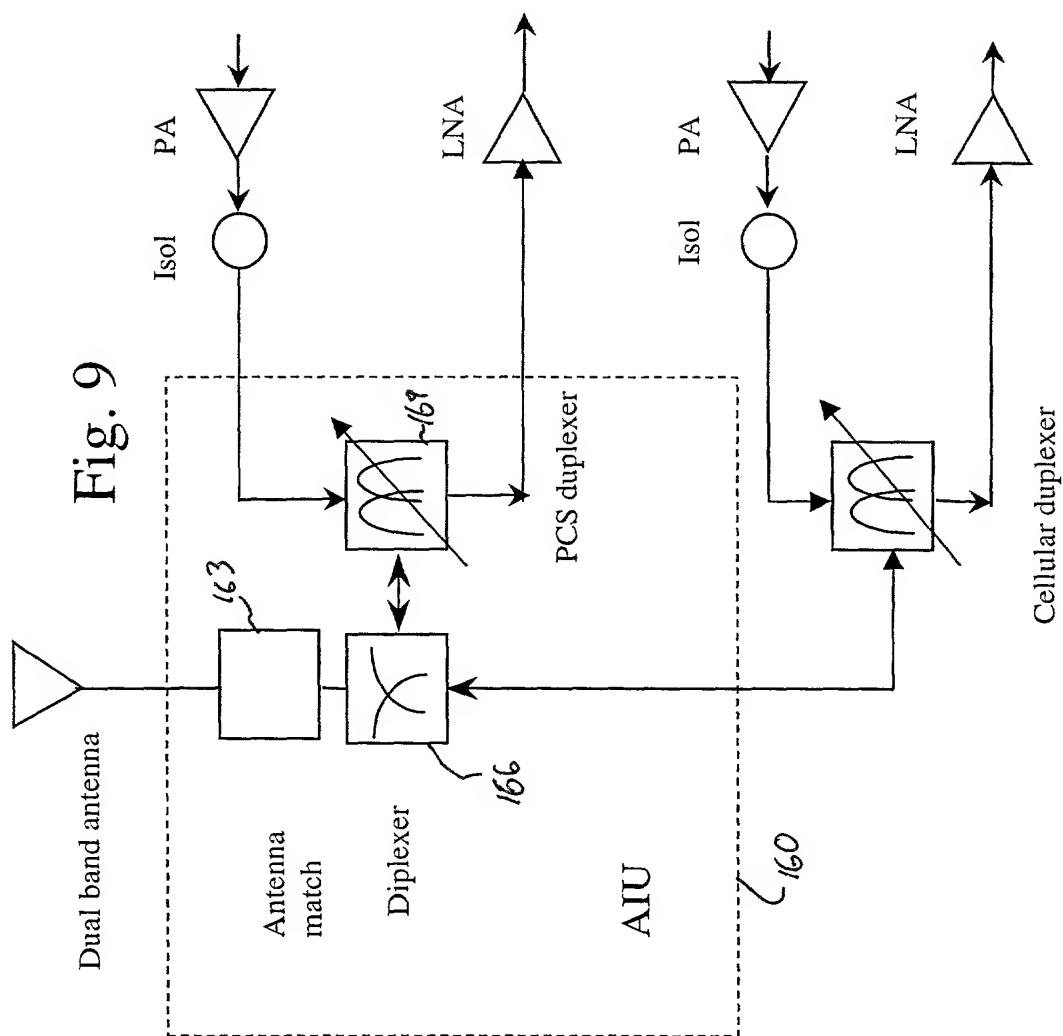 Fig. 9
Dual band antenna
Antenna
match
163
Diplexer
166
169
PCS duplexer
Isol
PA
LNA
AIU
160
Isol
PA
LNA
Cellular duplexer